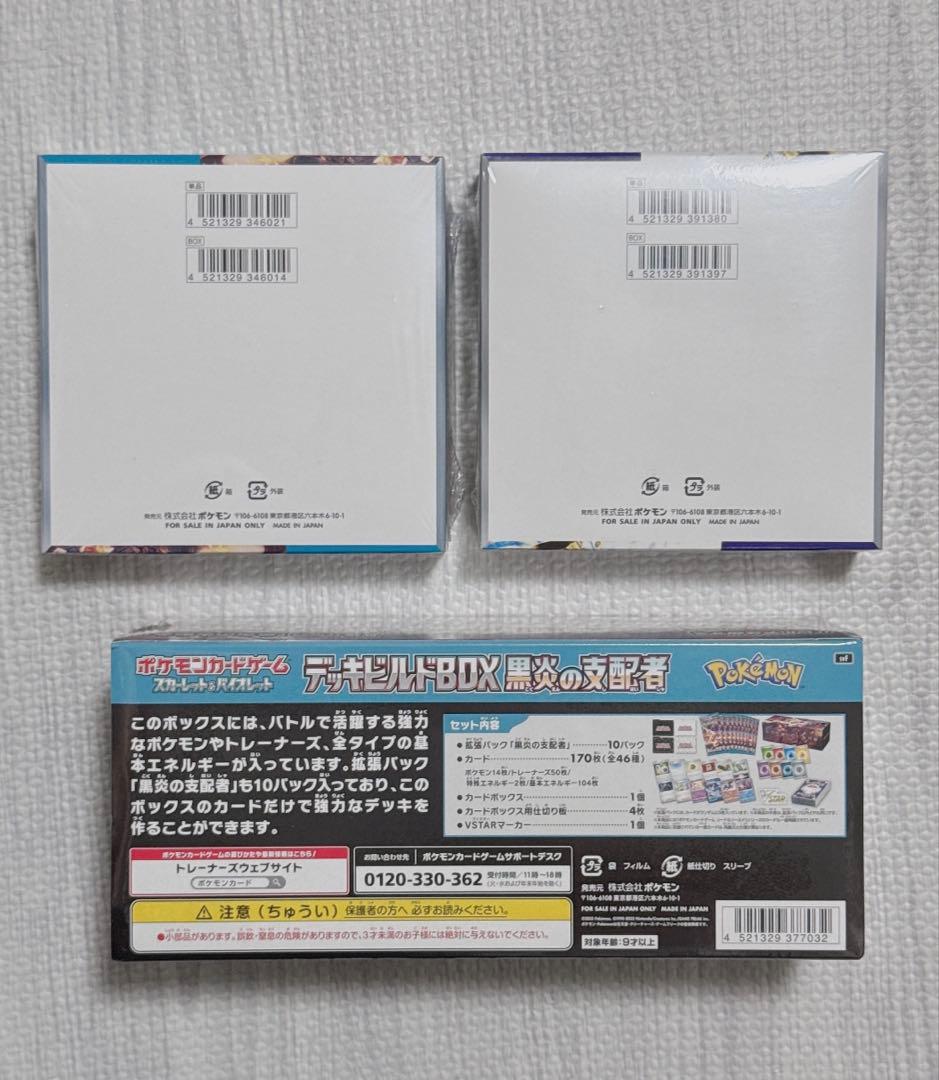 単品
4 521329 346021
BOX
4 521329 346014
紙 箱 プラ 外装
発売元 株式会社ポケモン 〒106-6108 東京都港区六本木6-10-1
FOR SALE IN JAPAN ONLY MADE IN JAPAN
単品
4 521329 391380
BOX
4 521329 391397
紙 箱 プラ 外装
発売元 株式会社ポケモン 〒106-6108 東京都港区六本木6-10-1
FOR SALE IN JAPAN ONLY MADE IN JAPAN
ポケモンカードゲーム
スカーレット&バイオレット
デッキビルドBOX 黒炎の支配者
POKéMON
svF
このボックスには、バトルで活躍する強力
なポケモンやトレーナーズ、全タイプの基
本エネルギーが入っています。拡張パック
「黒炎の支配者」も10パック入っており、この
ボックスのカードだけで強力なデッキを
作ることができます。
セット内容
●拡張パック「黒炎の支配者」 10パック
●カード 170枚(全46種)
ポケモン14枚/トレーナーズ50枚/
特殊エネルギー2枚/基本エネルギー104枚
●カードボックス 1個
●カードボックス用仕切り板 4枚
●VSTARマーカー 1個
ポケモンカードゲームの遊びかたや最新情報はこちら!
トレーナーズウェブサイト
ポケモンカード
お問い合わせ先 ポケモンカードゲームサポートデスク
0120-330-362 受付時間/11時~18時
(火・水および年末年始を除く)
プラ 袋 フィルム 紙 紙仕切り スリーブ
発売元 株式会社ポケモン
〒106-6108 東京都港区六本木6-10-1
FOR SALE IN JAPAN ONLY MADE IN JAPAN
対象年齢:9才以上
4 521329 377032
注意(ちゅうい) 保護者の方へ 必ずお読みください。
●小部品があります。誤飲・窒息の危険がありますので、3才未満のお子様には絶対に与えないでください。